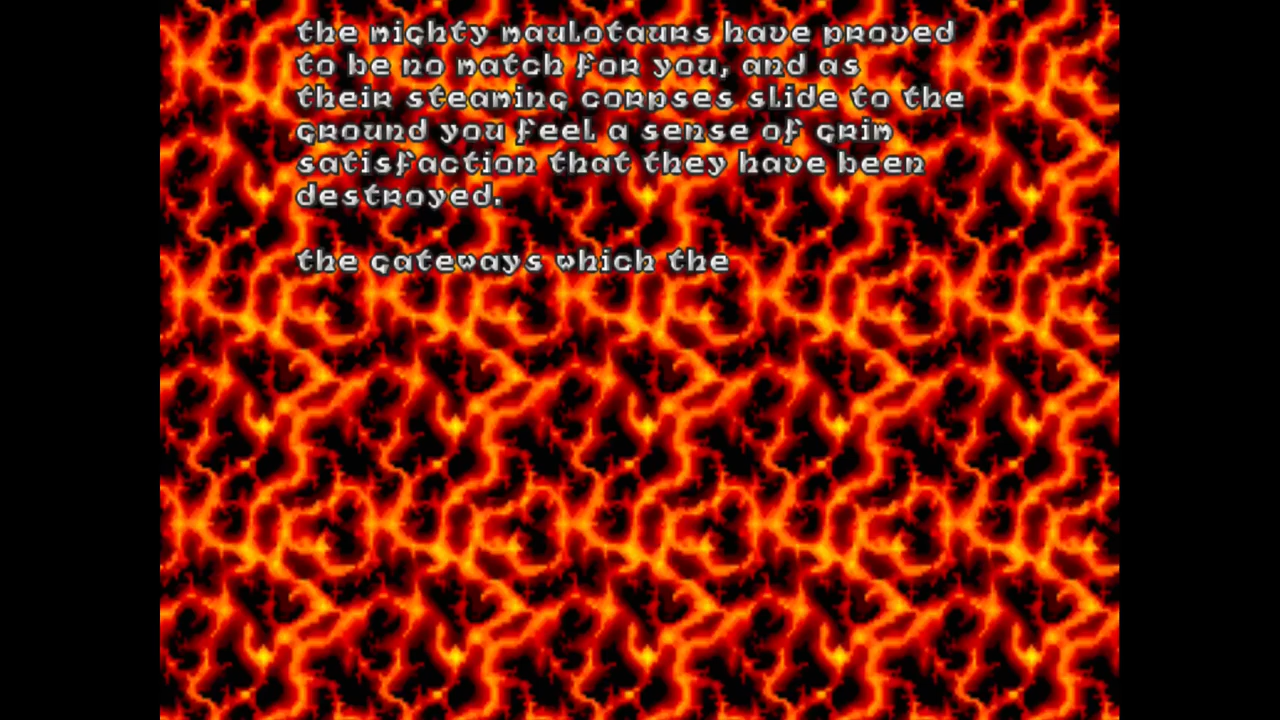 the mighty maulotaurs have proved
to be no match for you, and as
their steaming corpses slide to the
ground you feel a sense of grim
satisfaction that they have been
destroyed.
the gateways which the